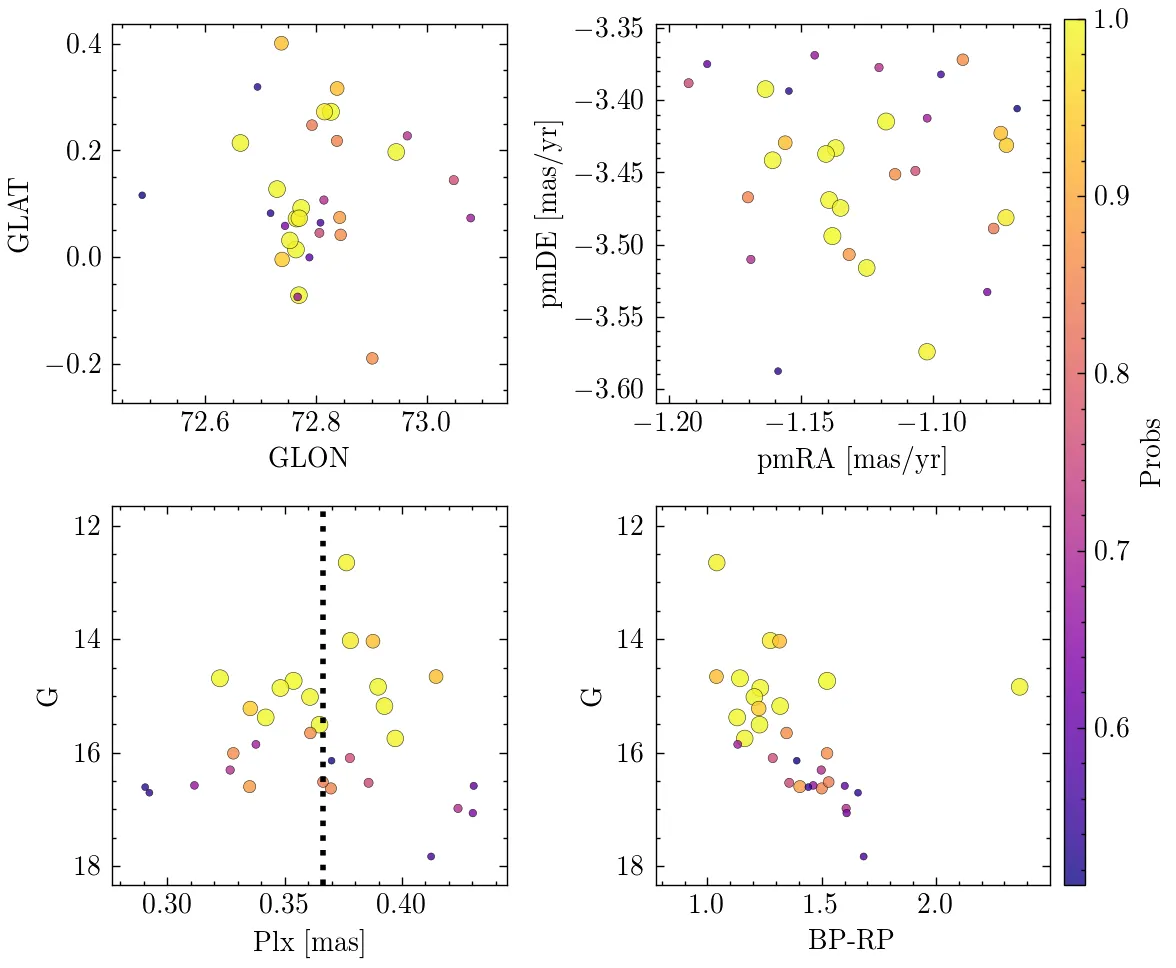 0.4
0.2
0.0
−0.2
GLAT
72.6 72.8 73.0
GLON
−3.35
−3.40
−3.45
−3.50
−3.55
−3.60
pmDE [mas/yr]
−1.20 −1.15 −1.10
pmRA [mas/yr]
1.0
0.9
0.8
0.7
0.6
Probs
12
14
16
18
G
0.30 0.35 0.40
Plx [mas]
12
14
16
18
G
1.0 1.5 2.0
BP-RP